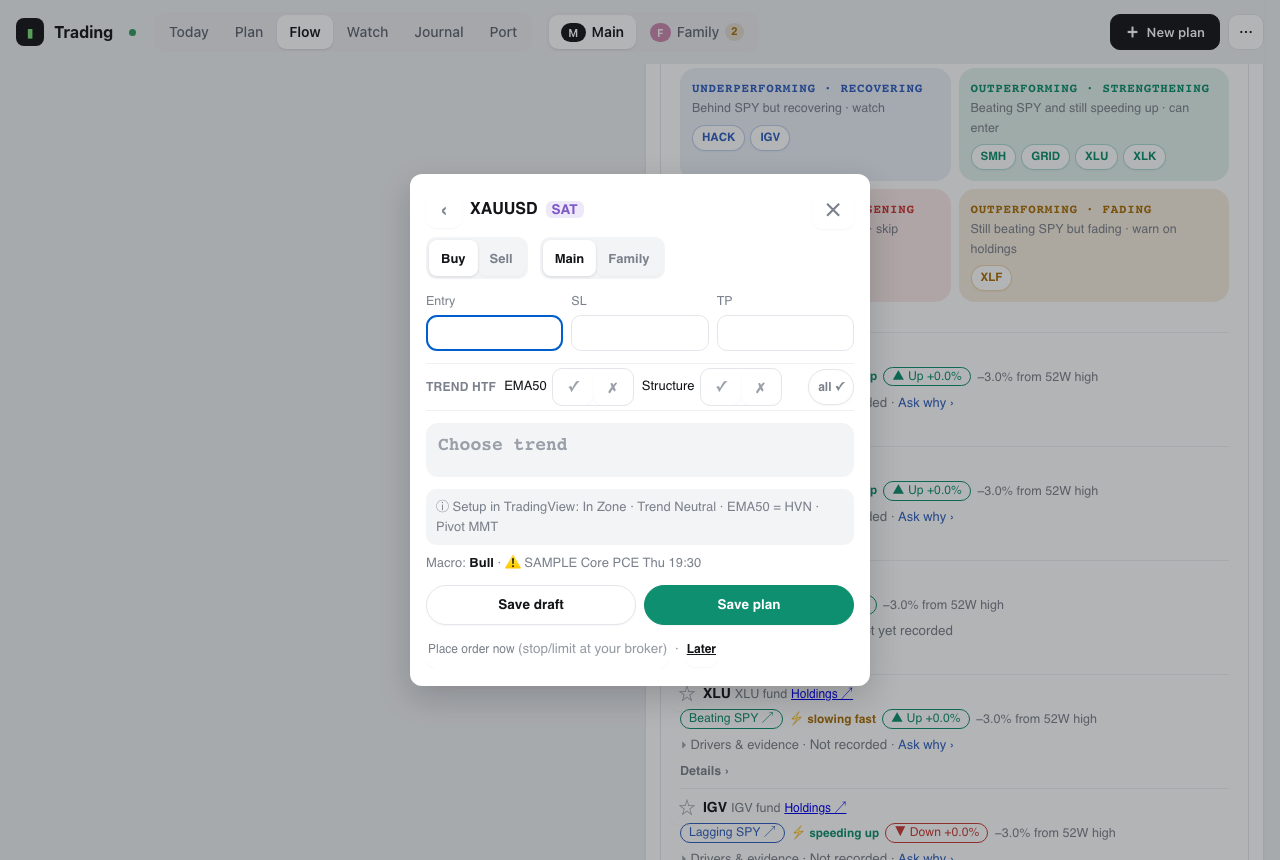 Trading
Today
Plan
Flow
Watch
Journal
Port
M Main
F Family 2
+ New plan
···
UNDERPERFORMING · RECOVERING
Behind SPY but recovering · watch
HACK IGV
OUTPERFORMING · STRENGTHENING
Beating SPY and still speeding up · can
enter
SMH GRID XLU XLK
· skip
OUTPERFORMING · FADING
Still beating SPY but fading · warn on
holdings
XLF
‹ XAUUSD SAT ✕
Buy Sell Main Family
Entry SL TP
TREND HTF EMA50 ✓ ✗ Structure ✓ ✗ all ✓
Choose trend
ⓘ Setup in TradingView: In Zone · Trend Neutral · EMA50 = HVN ·
Pivot MMT
Macro: Bull · ⚠️ SAMPLE Core PCE Thu 19:30
Save draft Save plan
Place order now (stop/limit at your broker) · Later
▲ Up +0.0% −3.0% from 52W high
· Ask why ›
▲ Up +0.0% −3.0% from 52W high
· Ask why ›
−3.0% from 52W high
yet recorded
☆ XLU XLU fund Holdings ↗
Beating SPY ↗ ⚡ slowing fast ▲ Up +0.0% −3.0% from 52W high
Drivers & evidence · Not recorded · Ask why ›
Details ›
☆ IGV IGV fund Holdings ↗
Lagging SPY ↗ ⚡ speeding up ▼ Down +0.0% −3.0% from 52W high
Drivers & evidence · Not recorded · Ask why ›